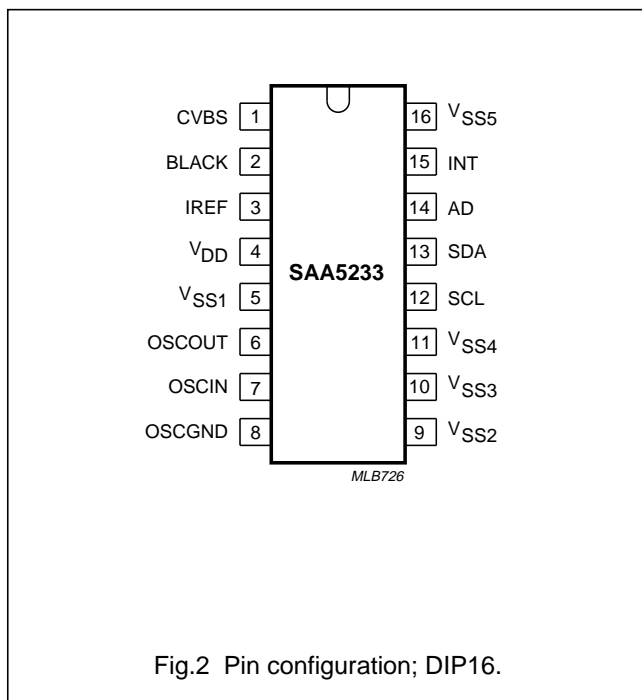 CVBS 1 16 VSS5
BLACK 2 15 INT
IREF 3 14 AD
VDD 4 13 SDA
SAA5233
VSS1 5 12 SCL
OSCOUT 6 11 VSS4
OSCIN 7 10 VSS3
OSCGND 8 9 VSS2
MLB726
Fig.2 Pin configuration; DIP16.